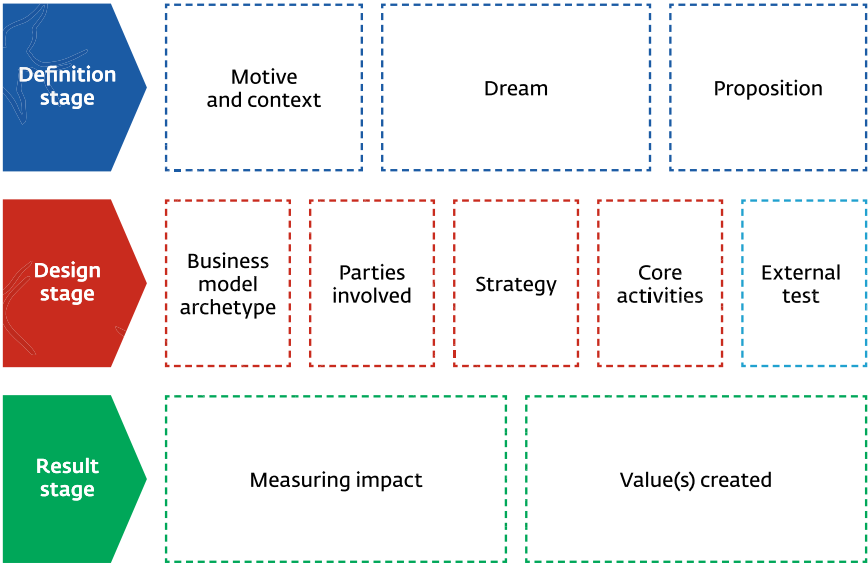 Definition
stage
Motive
and context
Dream
Proposition
Design
stage
Business
model
archetype
Parties
involved
Strategy
Core
activities
External
test
Result
stage
Measuring impact
Value(s) created